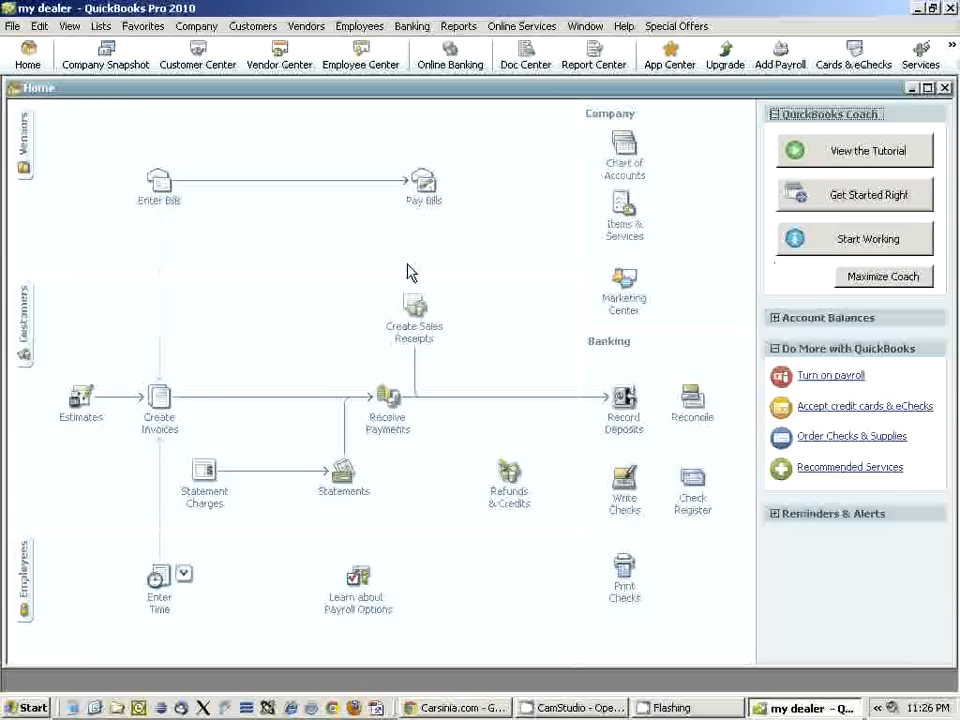 my dealer - QuickBooks Pro 2010
File Edit View Lists Favorites Company Customers Vendors Employees Banking Reports Online Services Window Help Special Offers
Home Company Snapshot Customer Center Vendor Center Employee Center Online Banking Doc Center Report Center App Center Upgrade Add Payroll Cards & eChecks Services
Home
Vendors
Enter Bills
Pay Bills
Customers
Create Sales
Receipts
Estimates
Create
Invoices
Receive
Payments
Statement
Charges
Statements
Refunds
& Credits
Employees
Enter
Time
Learn about
Payroll Options
Company
Chart of
Accounts
Items &
Services
Marketing
Center
Banking
Record
Deposits
Reconcile
Write
Checks
Check
Register
Print
Checks
QuickBooks Coach
View the Tutorial
Get Started Right
Start Working
Maximize Coach
Account Balances
Do More with QuickBooks
Turn on payroll
Accept credit cards & eChecks
Order Checks & Supplies
Recommended Services
Reminders & Alerts
Start Carsinia.com - G... CamStudio - Ope... Flashing my dealer - Q... 11:26 PM